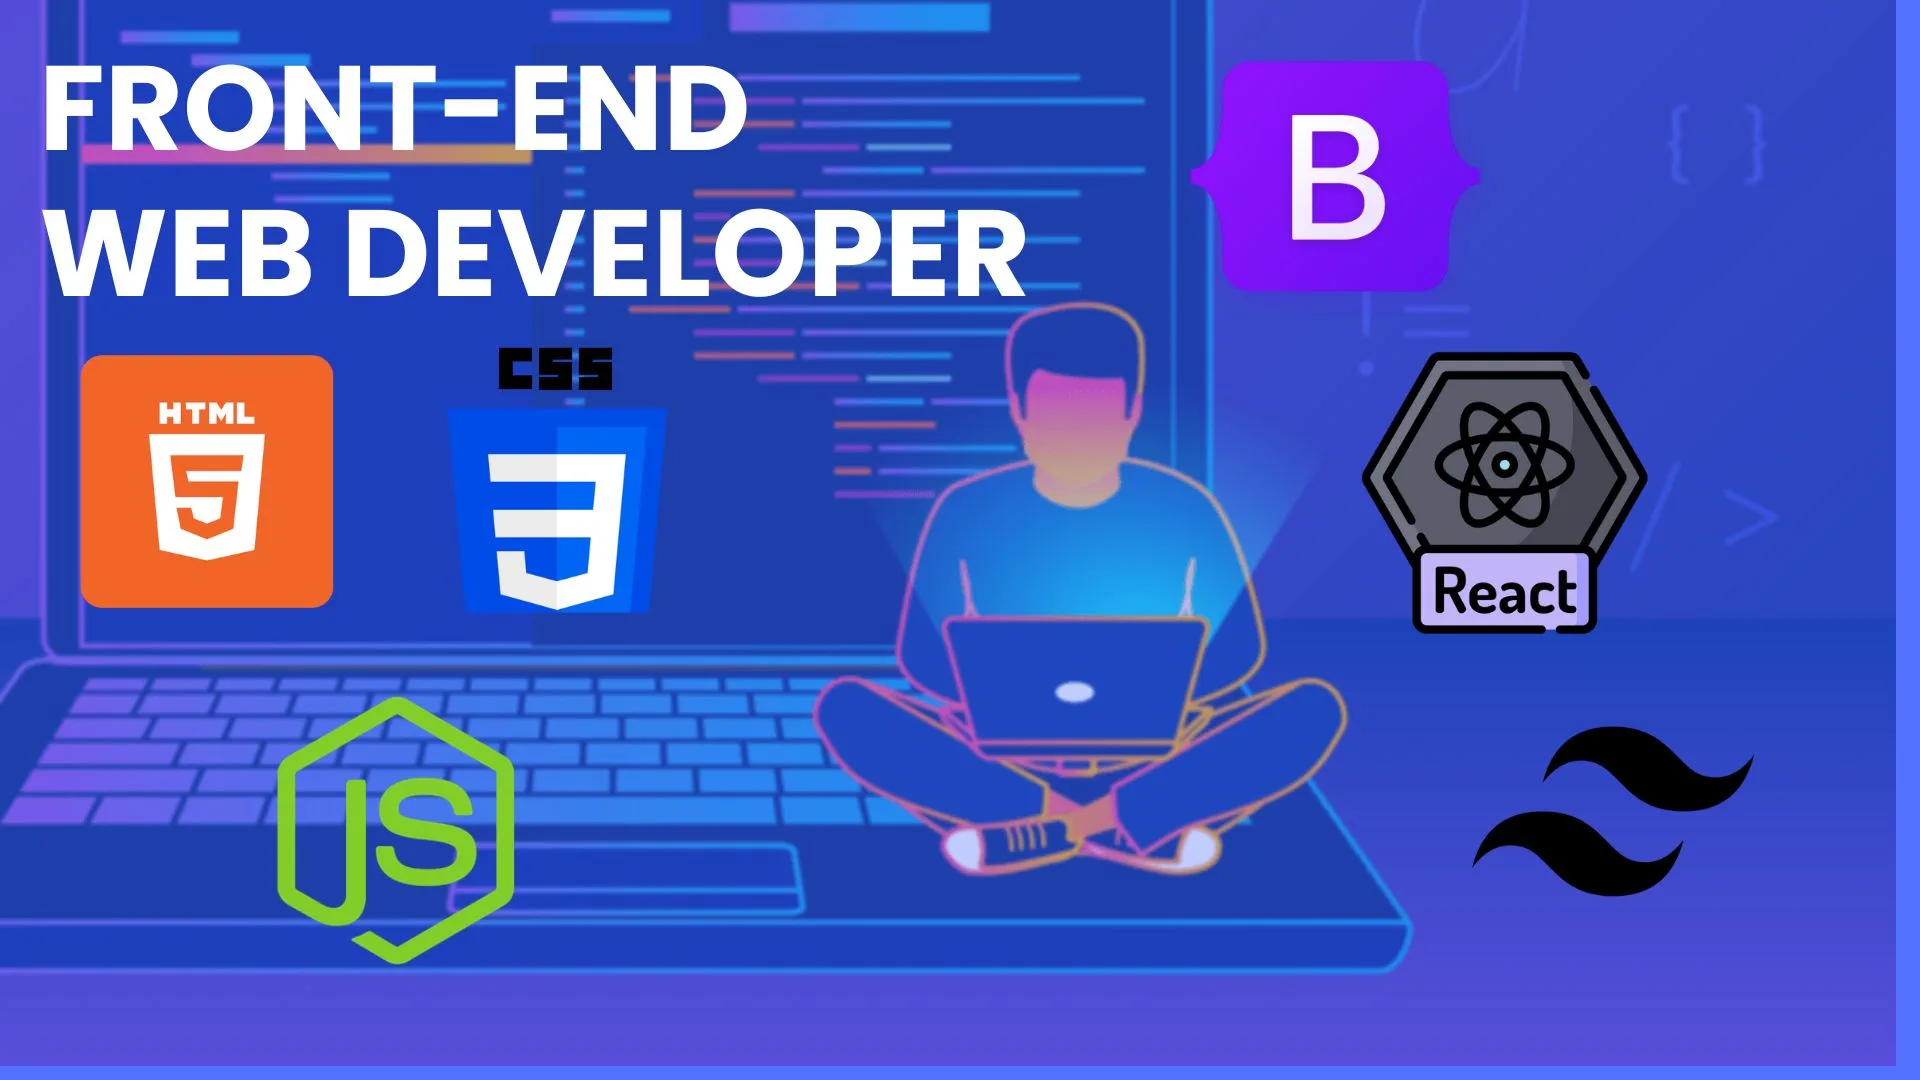 FRONT-END
WEB DEVELOPER
B
HTML
5
CSS
3
React
JS
{ }
!=
/ >